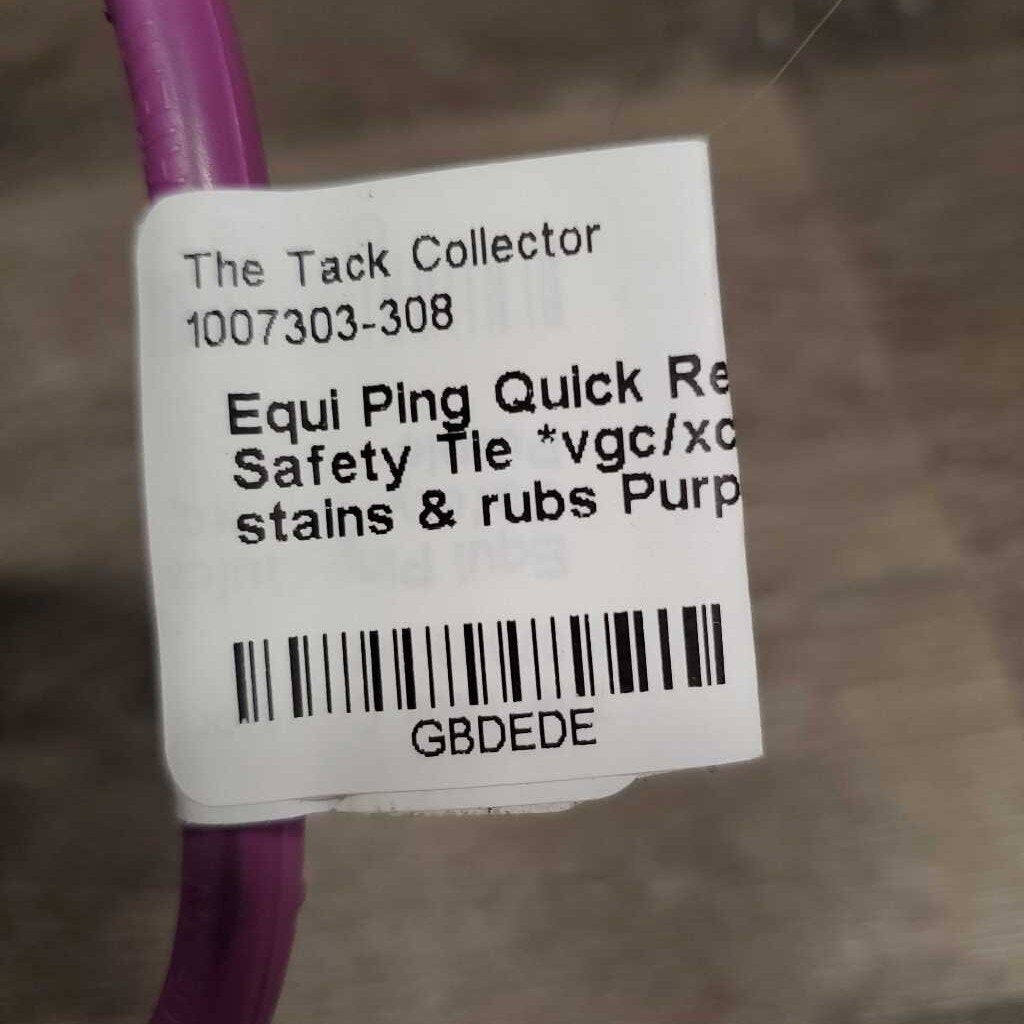 The Tack Collector
1007303-308
Equi Ping Quick Re
Safety Tie *vgc/xc
stains & rubs Purp
GBDEDE